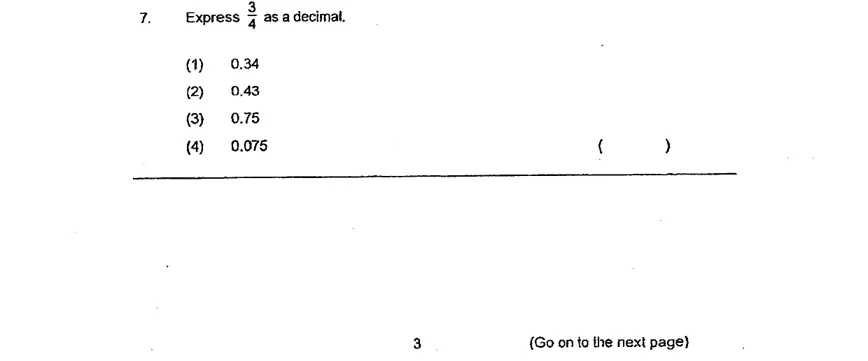 7. Express 3/4 as a decimal.
(1) 0.34
(2) 0.43
(3) 0.75
(4) 0.075 ( )
3 (Go on to the next page)